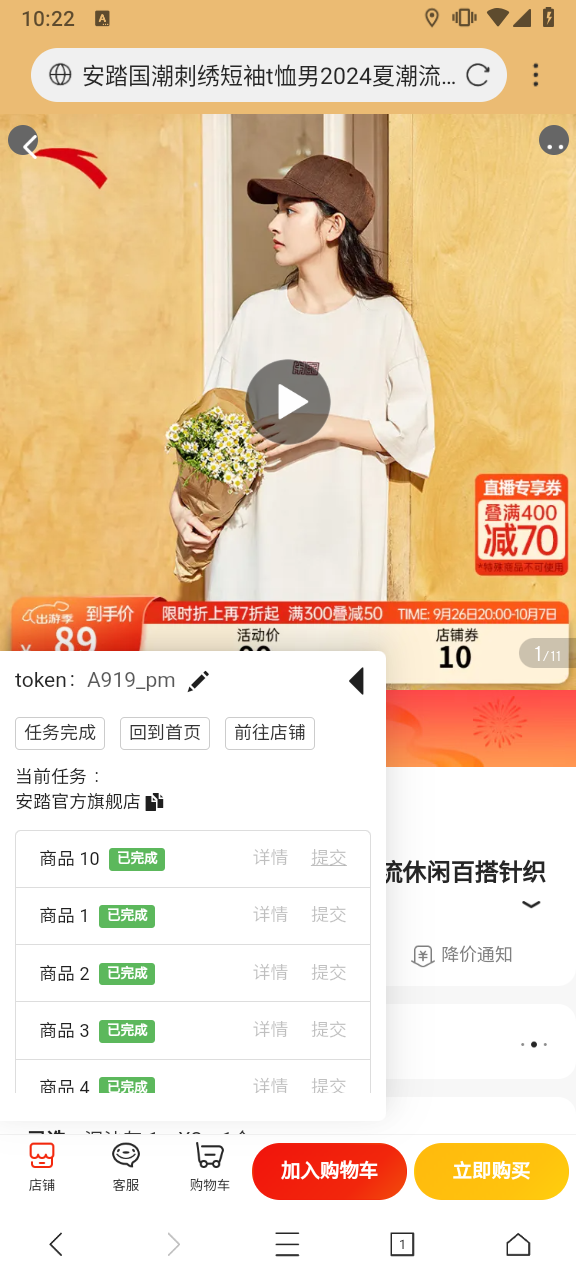 10:22
安踏国潮刺绣短袖t恤男2024夏潮流…
直播专享券
叠满400
减70
*特殊商品不可使用
出游季 到手价 限时折上再7折起 满300叠减50 TIME: 9月26日20:00-10月7日
¥89 活动价 店铺券
10
1/11
token: A919_pm
任务完成 回到首页 前往店铺
当前任务：
安踏官方旗舰店
商品 10 已完成 详情 提交
流休闲百搭针织
商品 1 已完成 详情 提交
降价通知
商品 2 已完成 详情 提交
商品 3 已完成 详情 提交
商品 4 已完成 详情 提交
店铺 客服 购物车 加入购物车 立即购买
1